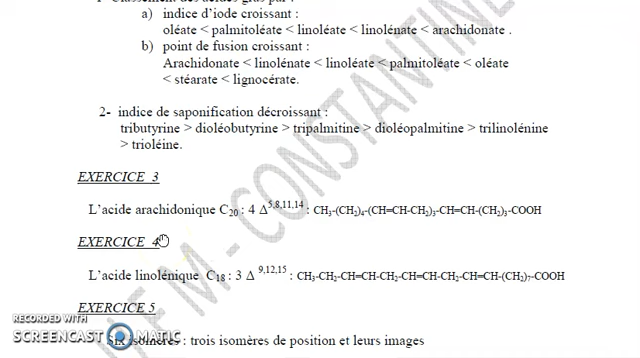 a) indice d'iode croissant :
oléate < palmitoléate < linoléate < linolénate < arachidonate .
b) point de fusion croissant :
Arachidonate < linolénate < linoléate < palmitoléate < oléate
< stéarate < lignocérate.
2- indice de saponification décroissant :
tributyrine > dioléobutyrine > tripalmitine > dioléopalmitine > trilinolénine
> trioléine.
EXERCICE 3
L'acide arachidonique C20 : 4 Δ5,8,11,14 : CH3-(CH2)4-(CH=CH-CH2)3-CH=CH-(CH2)3-COOH
EXERCICE 4
L'acide linolénique C18 : 3 Δ 9,12,15 : CH3-CH2-CH=CH-CH2-CH=CH-CH2-CH=CH-(CH2)7-COOH
EXERCICE 5
RECORDED WITH
SCREENCAST MATIC
Six isomères : trois isomères de position et leurs images